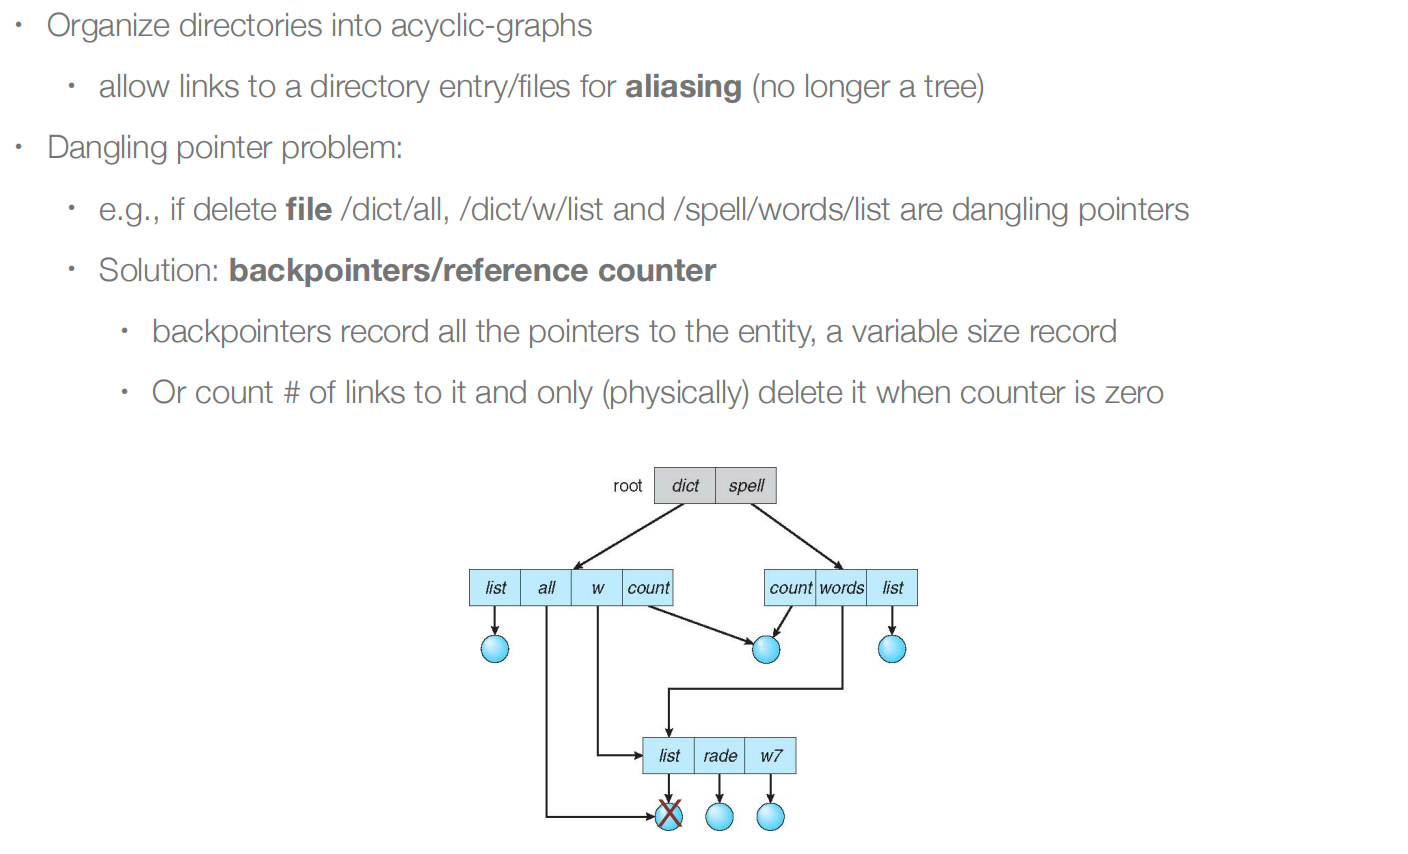 • Organize directories into acyclic-graphs
• allow links to a directory entry/files for aliasing (no longer a tree)
• Dangling pointer problem:
• e.g., if delete file /dict/all, /dict/w/list and /spell/words/list are dangling pointers
• Solution: backpointers/reference counter
• backpointers record all the pointers to the entity, a variable size record
• Or count # of links to it and only (physically) delete it when counter is zero
root dict spell
list all w count count words list
list rade w7